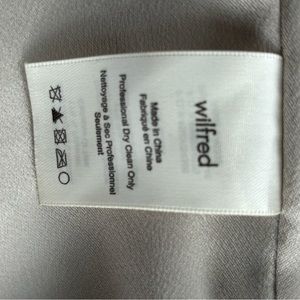 wilfred
Made in China
Fabriqué en Chine
Professional Dry Clean Only
Nettoyage à Sec Professionnel
Seulement